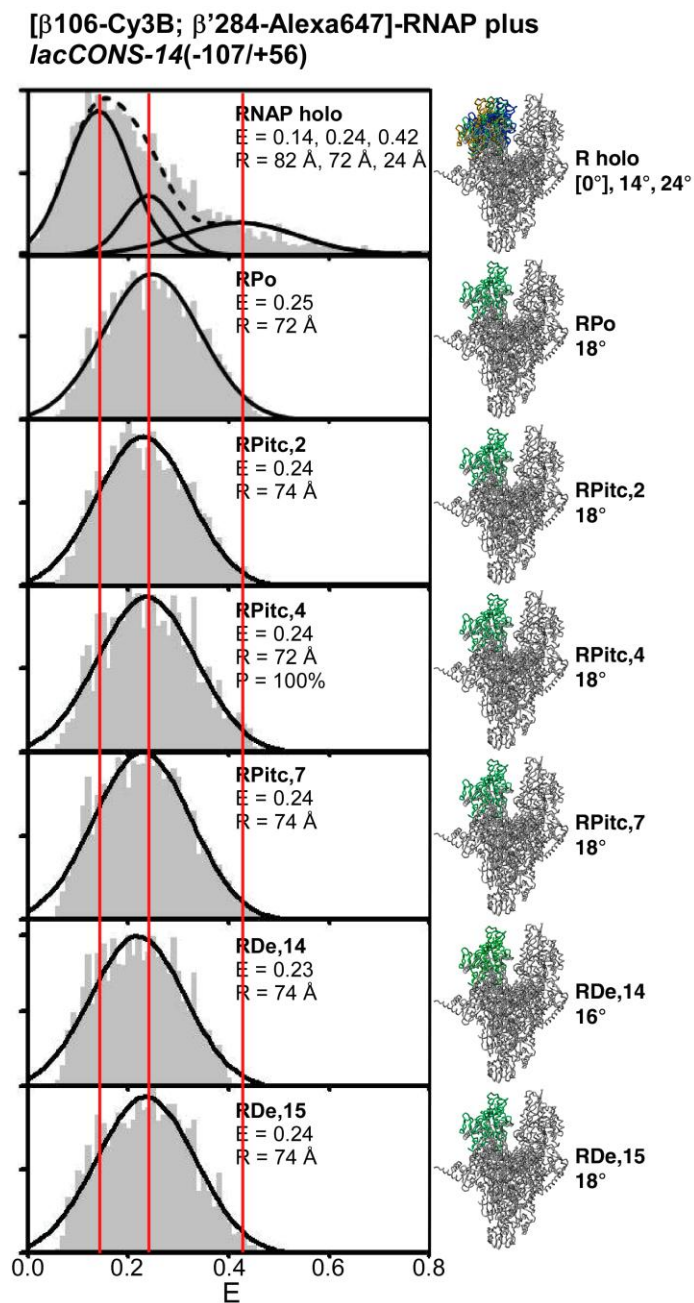 [β106-Cy3B; β’284-Alexa647]-RNAP plus
lacCONS-14(-107/+56)
RNAP holo
E = 0.14, 0.24, 0.42
R = 82 Å, 72 Å, 24 Å
R holo
[0°], 14°, 24°
RPo
E = 0.25
R = 72 Å
RPo
18°
RPitc,2
E = 0.24
R = 74 Å
RPitc,2
18°
RPitc,4
E = 0.24
R = 72 Å
P = 100%
RPitc,4
18°
RPitc,7
E = 0.24
R = 74 Å
RPitc,7
18°
RDe,14
E = 0.23
R = 74 Å
RDe,14
16°
RDe,15
E = 0.24
R = 74 Å
RDe,15
18°
0.0 0.2 0.4 0.6 0.8
E